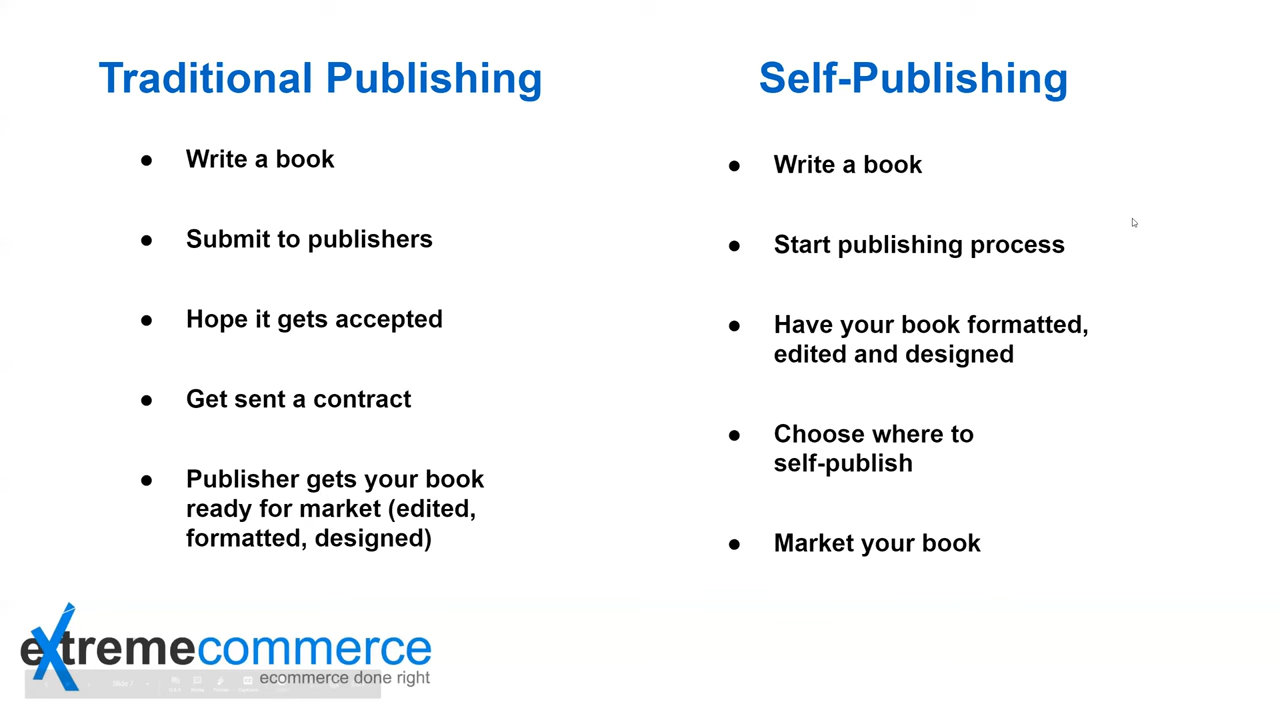 Traditional Publishing
● Write a book
● Submit to publishers
● Hope it gets accepted
● Get sent a contract
● Publisher gets your book
ready for market (edited,
formatted, designed)
Self-Publishing
● Write a book
● Start publishing process
● Have your book formatted,
edited and designed
● Choose where to
self-publish
● Market your book
extremecommerce
ecommerce done right